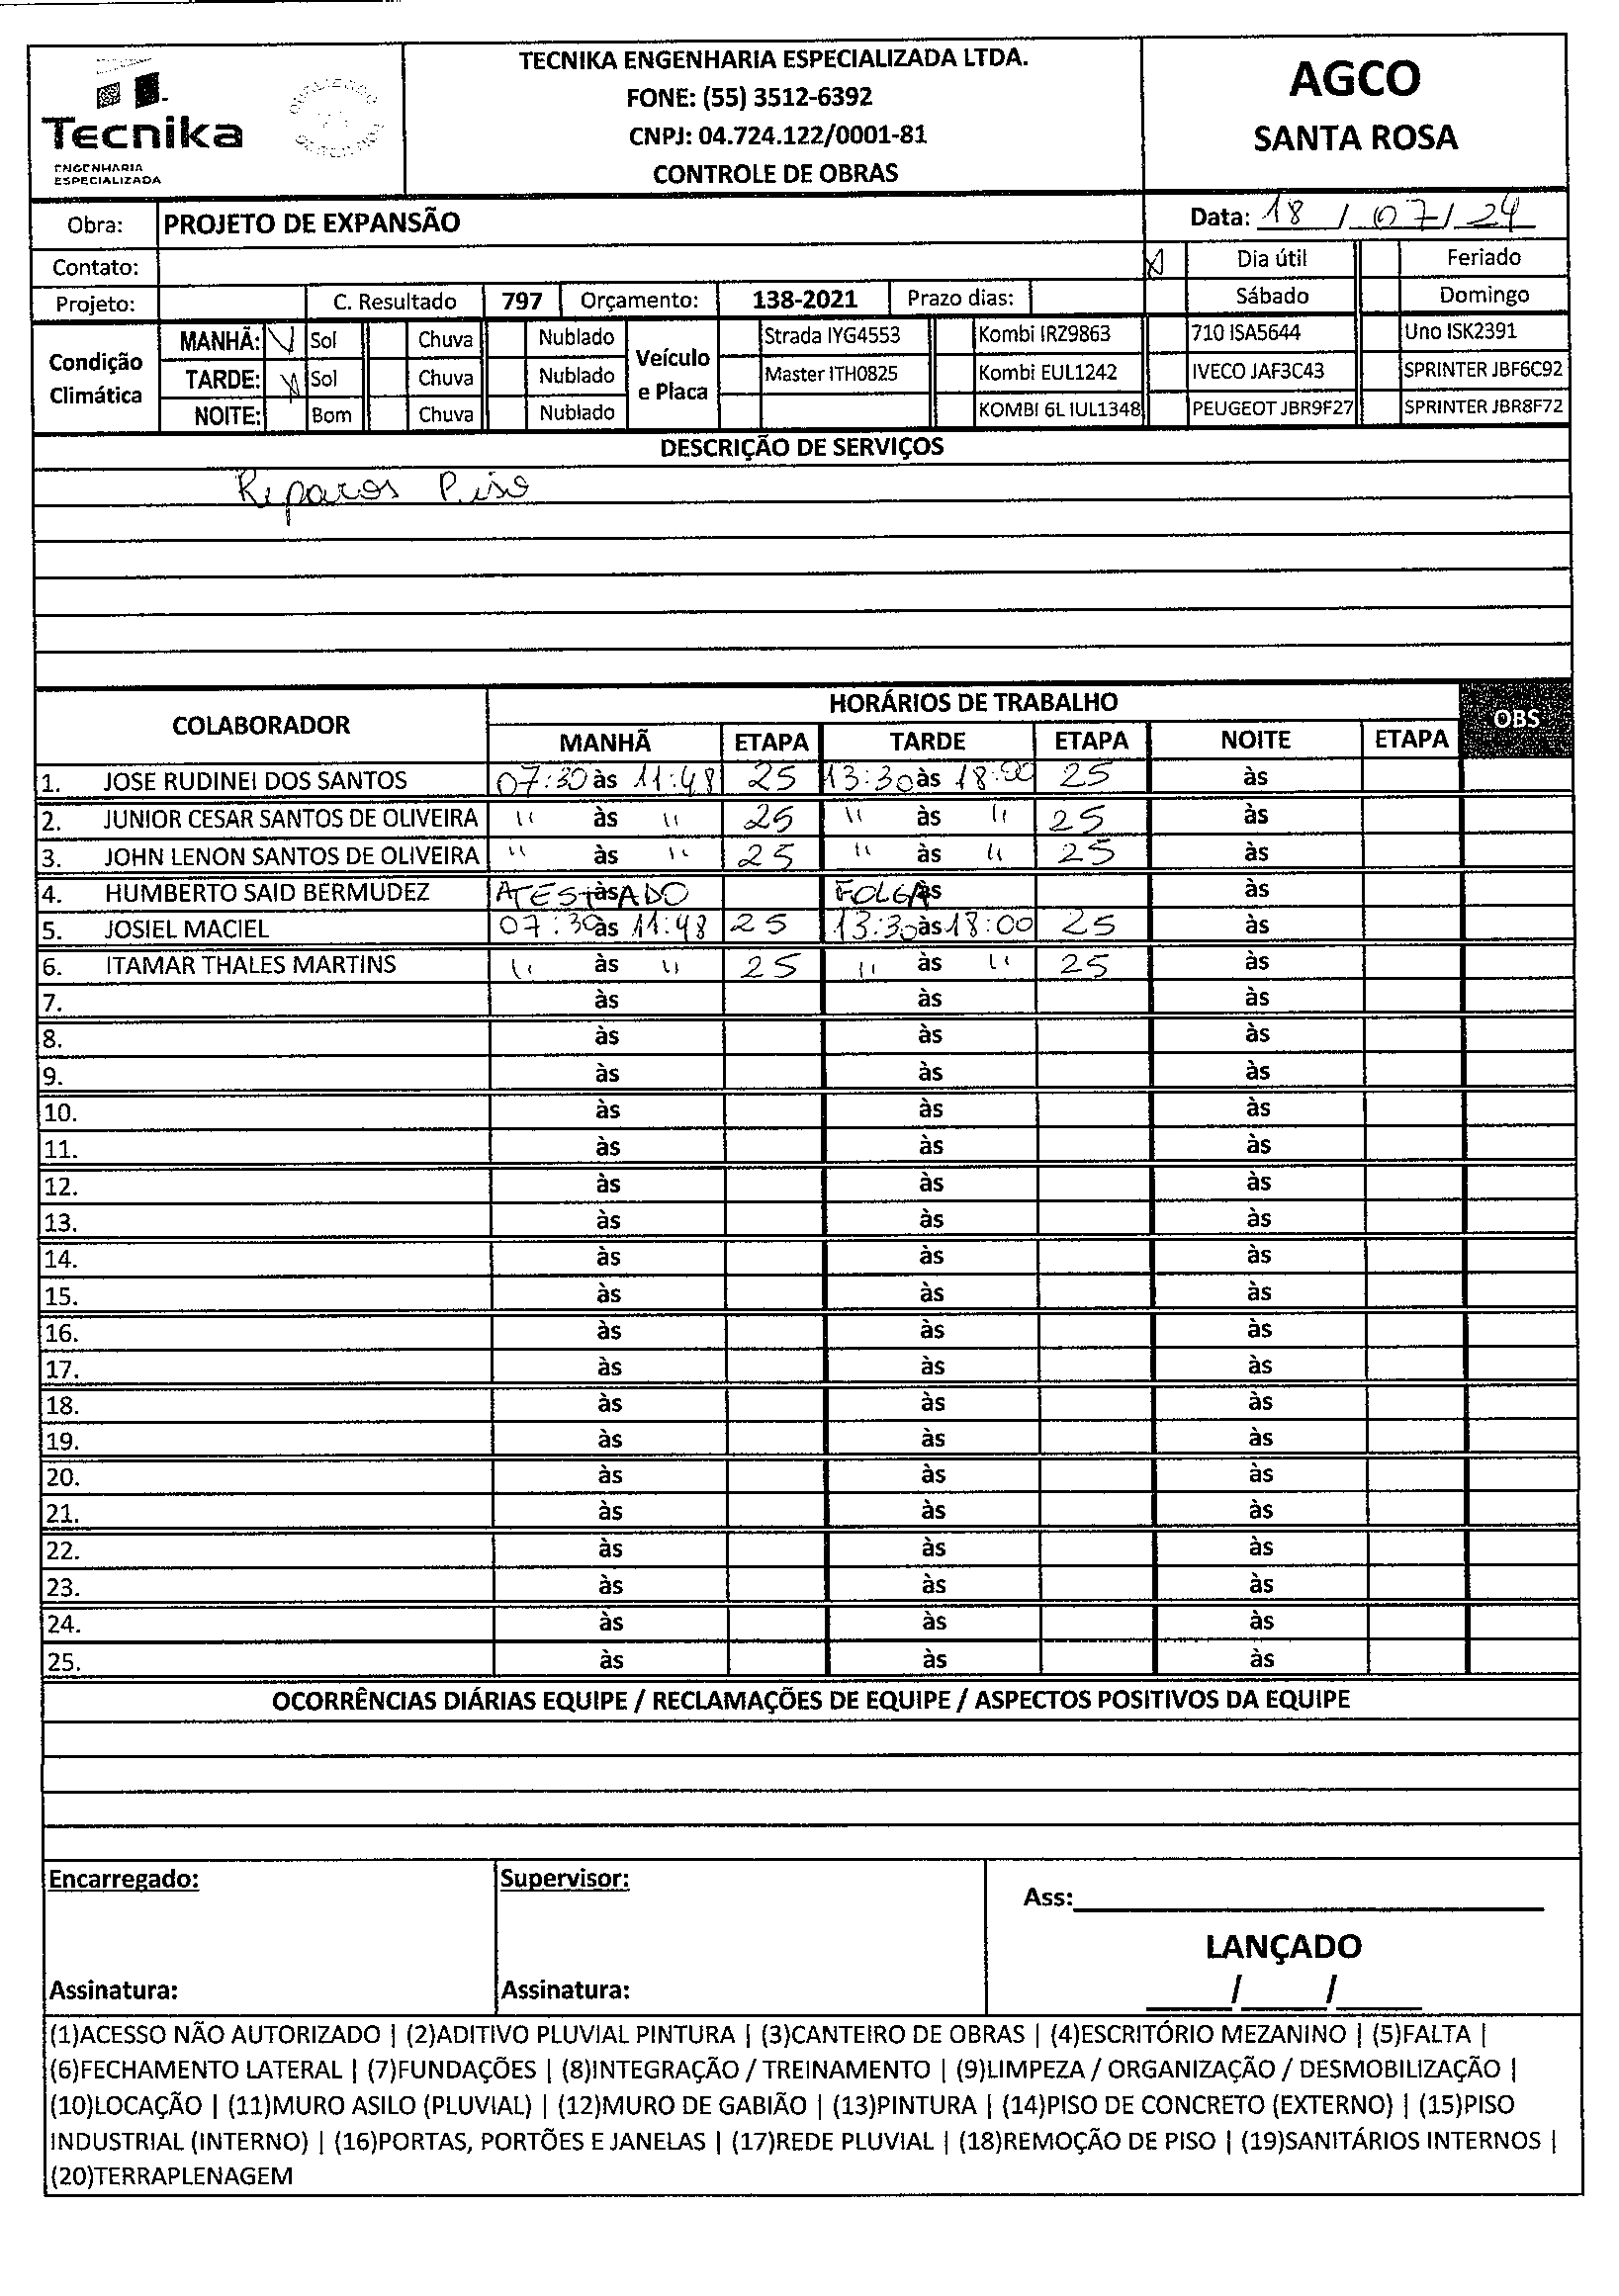 TECNIKA ENGENHARIA ESPECIALIZADA LTDA.
FONE: (55) 3512-6392
CNPJ: 04.724.122/0001-81
CONTROLE DE OBRAS
Tecnika
ENGENHARIA
ESPECIALIZADA
AGCO
SANTA ROSA
Obra: PROJETO DE EXPANSÃO Data: 18 / 07 / 24
Contato: Dia útil Feriado
Projeto: C. Resultado 797 Orçamento: 138-2021 Prazo dias: Sábado Domingo
Condição Climática
MANHÃ: Sol Chuva Nublado
TARDE: Sol Chuva Nublado
NOITE: Bom Chuva Nublado
Veículo e Placa
Strada IYG4553 Kombi IRZ9863 710 ISA5644 Uno ISK2391
Master ITH0825 Kombi EUL1242 IVECO JAF3C43 SPRINTER JBF6C92
KOMBI 6L IUL1348 PEUGEOT JBR9F27 SPRINTER JBR8F72
DESCRIÇÃO DE SERVIÇOS
Reparos Piso
COLABORADOR HORÁRIOS DE TRABALHO OBS
MANHÃ ETAPA TARDE ETAPA NOITE ETAPA
1. JOSE RUDINEI DOS SANTOS 07:30 às 11:48 25 13:30 às 18:00 25 às
2. JUNIOR CESAR SANTOS DE OLIVEIRA " às " 25 " às " 25 às
3. JOHN LENON SANTOS DE OLIVEIRA " às " 25 " às " 25 às
4. HUMBERTO SAID BERMUDEZ ATESTADO às FOLGA às às
5. JOSIEL MACIEL 07:30 às 11:48 25 13:30 às 18:00 25 às
6. ITAMAR THALES MARTINS " às " 25 " às " 25 às
7. às às às
8. às às às
9. às às às
10. às às às
11. às às às
12. às às às
13. às às às
14. às às às
15. às às às
16. às às às
17. às às às
18. às às às
19. às às às
20. às às às
21. às às às
22. às às às
23. às às às
24. às às às
25. às às às
OCORRÊNCIAS DIÁRIAS EQUIPE / RECLAMAÇÕES DE EQUIPE / ASPECTOS POSITIVOS DA EQUIPE
Encarregado: Supervisor: Ass:
LANÇADO
Assinatura: Assinatura: / /
(1)ACESSO NÃO AUTORIZADO | (2)ADITIVO PLUVIAL PINTURA | (3)CANTEIRO DE OBRAS | (4)ESCRITÓRIO MEZANINO | (5)FALTA |
(6)FECHAMENTO LATERAL | (7)FUNDAÇÕES | (8)INTEGRAÇÃO / TREINAMENTO | (9)LIMPEZA / ORGANIZAÇÃO / DESMOBILIZAÇÃO |
(10)LOCAÇÃO | (11)MURO ASILO (PLUVIAL) | (12)MURO DE GABIÃO | (13)PINTURA | (14)PISO DE CONCRETO (EXTERNO) | (15)PISO
INDUSTRIAL (INTERNO) | (16)PORTAS, PORTÕES E JANELAS | (17)REDE PLUVIAL | (18)REMOÇÃO DE PISO | (19)SANITÁRIOS INTERNOS |
(20)TERRAPLENAGEM